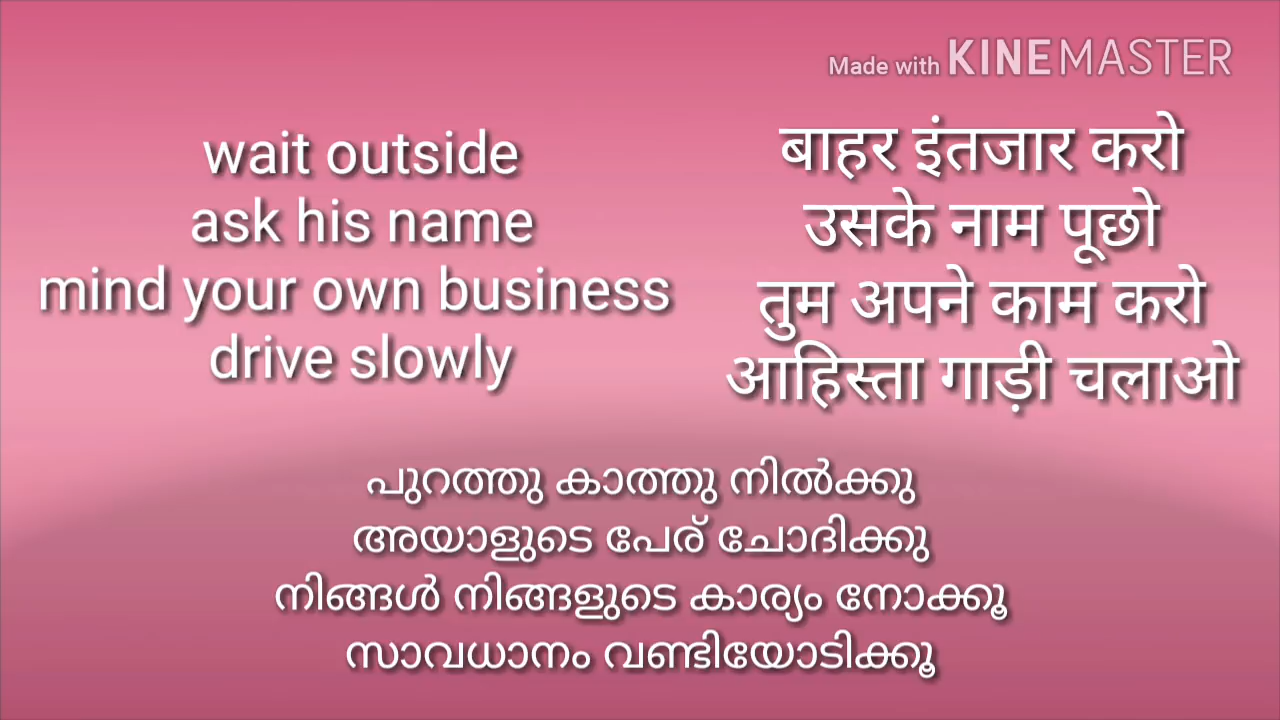 Made with KINEMASTER
wait outside
ask his name
mind your own business
drive slowly
बाहर इंतजार करो
उसके नाम पूछो
तुम अपने काम करो
आहिस्ता गाड़ी चलाओ
പുറത്തു കാത്തു നിൽക്കു
അയാളുടെ പേര് ചോദിക്കു
നിങ്ങൾ നിങ്ങളുടെ കാര്യം നോക്കൂ
സാവധാനം വണ്ടിയോടിക്കൂ